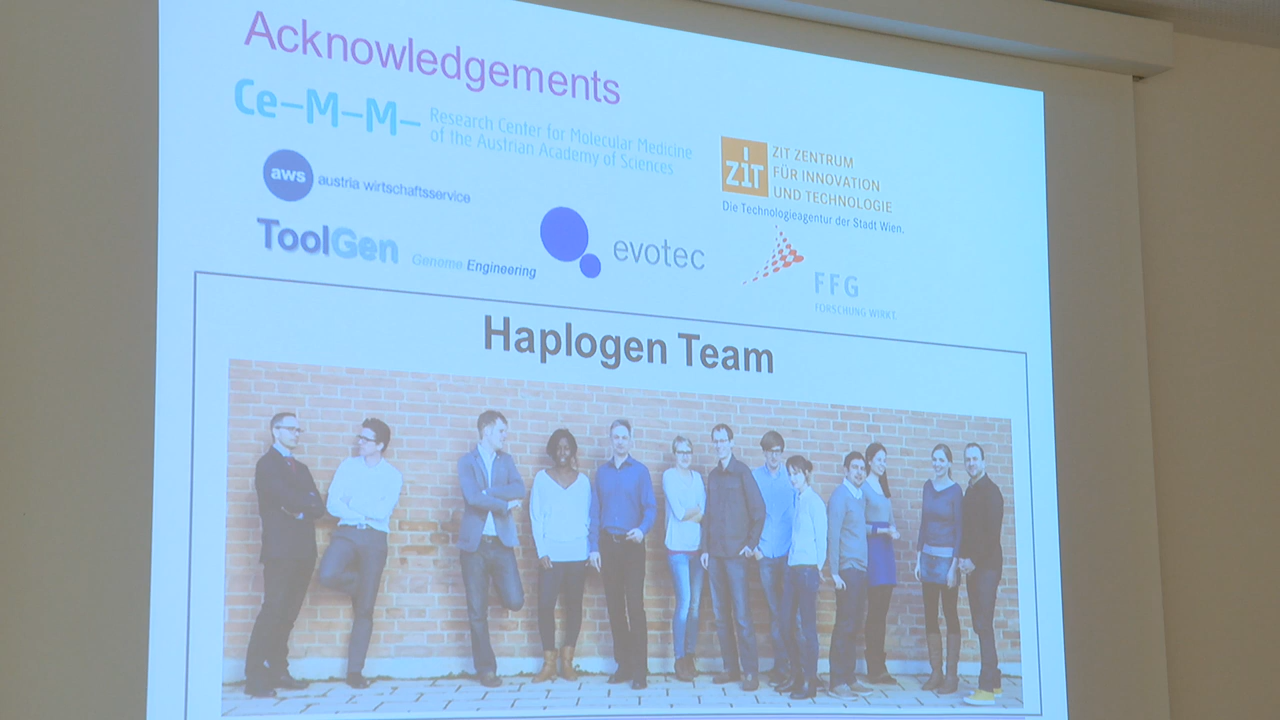 Acknowledgements
Ce–M–M–
Research Center for Molecular Medicine
of the Austrian Academy of Sciences
aws austria wirtschaftsservice
ZIT
ZIT ZENTRUM
FÜR INNOVATION
UND TECHNOLOGIE
Die Technologieagentur der Stadt Wien.
ToolGen Genome Engineering
evotec
FFG
FORSCHUNG WIRKT.
Haplogen Team